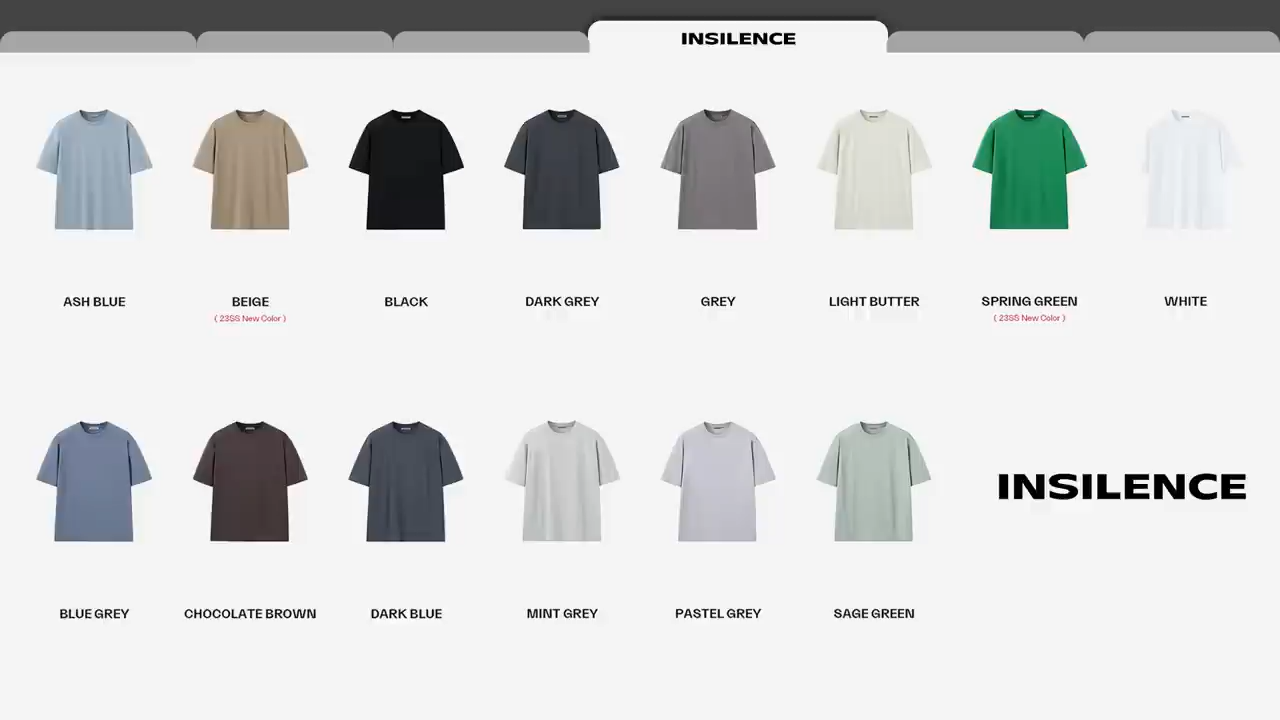 INSILENCE
ASH BLUE
BEIGE
( 23SS New Color )
BLACK
DARK GREY
GREY
LIGHT BUTTER
SPRING GREEN
( 23SS New Color )
WHITE
BLUE GREY
CHOCOLATE BROWN
DARK BLUE
MINT GREY
PASTEL GREY
SAGE GREEN
INSILENCE